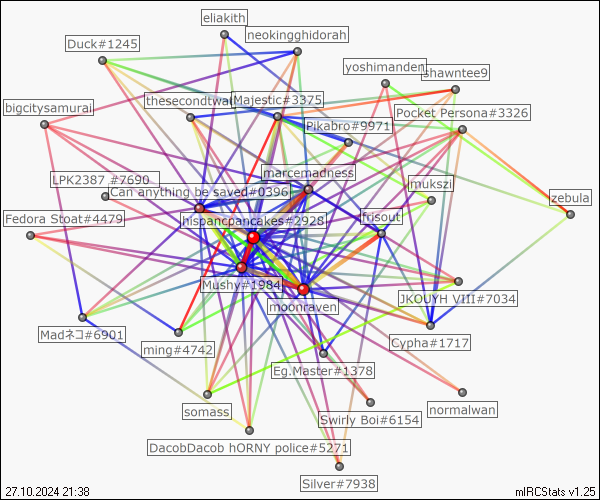 eliakith
neokingghidorah
Duck#1245
yoshimanden
shawntee9
thesecondtwa
Majestic#3375
bigcitysamurai
Pocket Persona#3326
Pikabro#9971
marcemadness
LPK2387 #7690
Can anything be saved#0396
mukszi
zebula
Fedora Stoat#4479
hispancpancakes#2928
frjsout
Mushy#1984
JKOUYH VIII#7034
moonraven
Madネコ#6901
ming#4742
Cypha#1717
Eg.Master#1378
somass
Swirly Boi#6154
normalwan
DacobDacob hORNY police#5271
Silver#7938
27.10.2024 21:38
mIRCStats v1.25